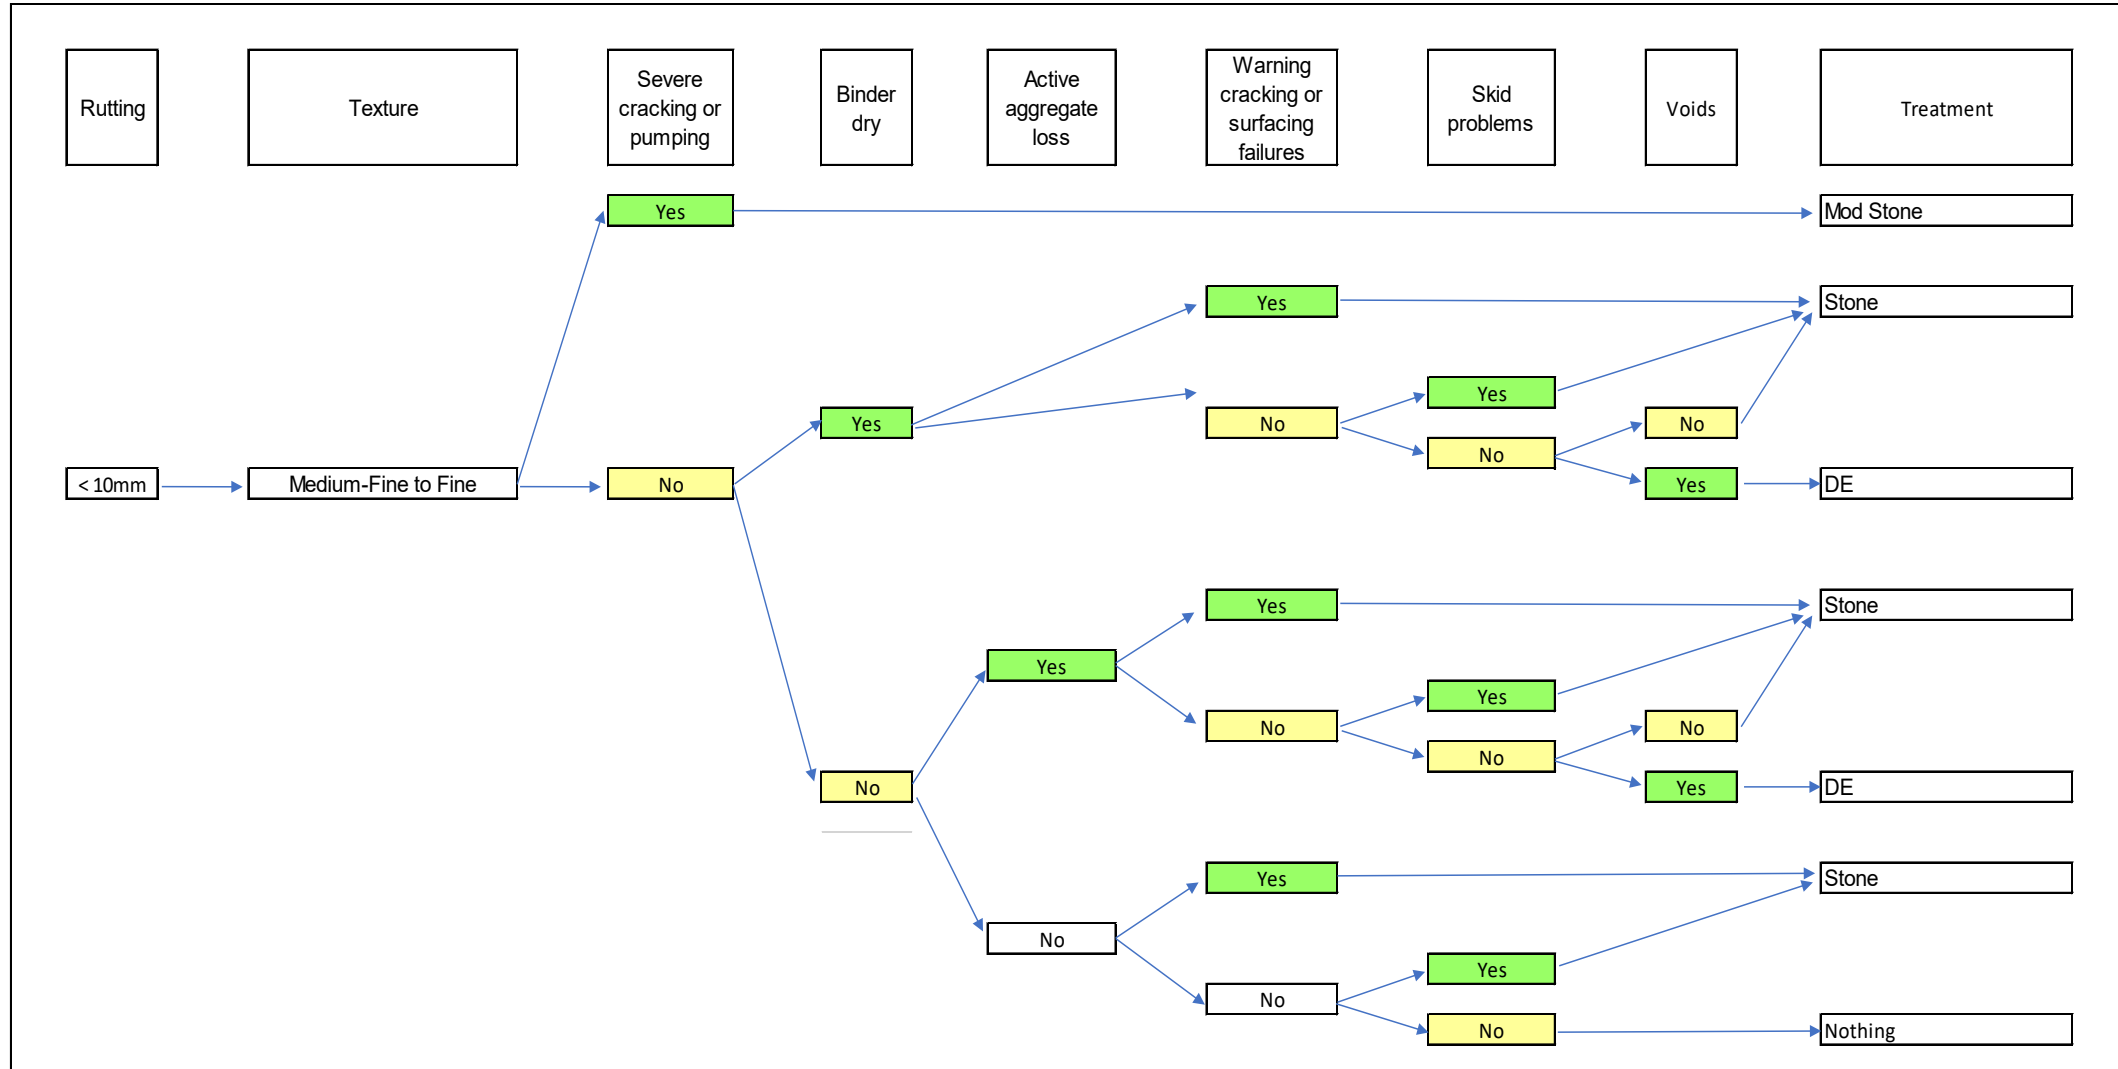 Rutting
Texture
Severe
cracking or
pumping
Binder
dry
Active
aggregate
loss
Warning
cracking or
surfacing
failures
Skid
problems
Voids
Treatment
Yes
Mod Stone
Yes
Stone
Yes
Yes
No
No
No
< 10mm
Medium-Fine to Fine
No
Yes
DE
Yes
Stone
Yes
Yes
No
No
No
No
Yes
DE
Yes
Stone
No
Yes
No
No
Nothing